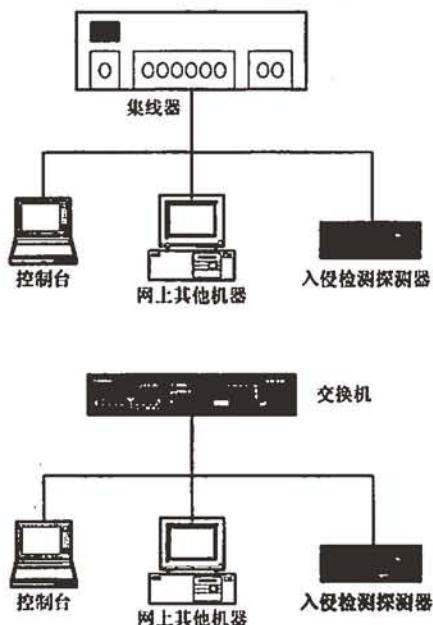 集线器
控制台
网上其他机器
入侵检测探测器
交换机
控制台
网上其他机器
入侵检测探测器